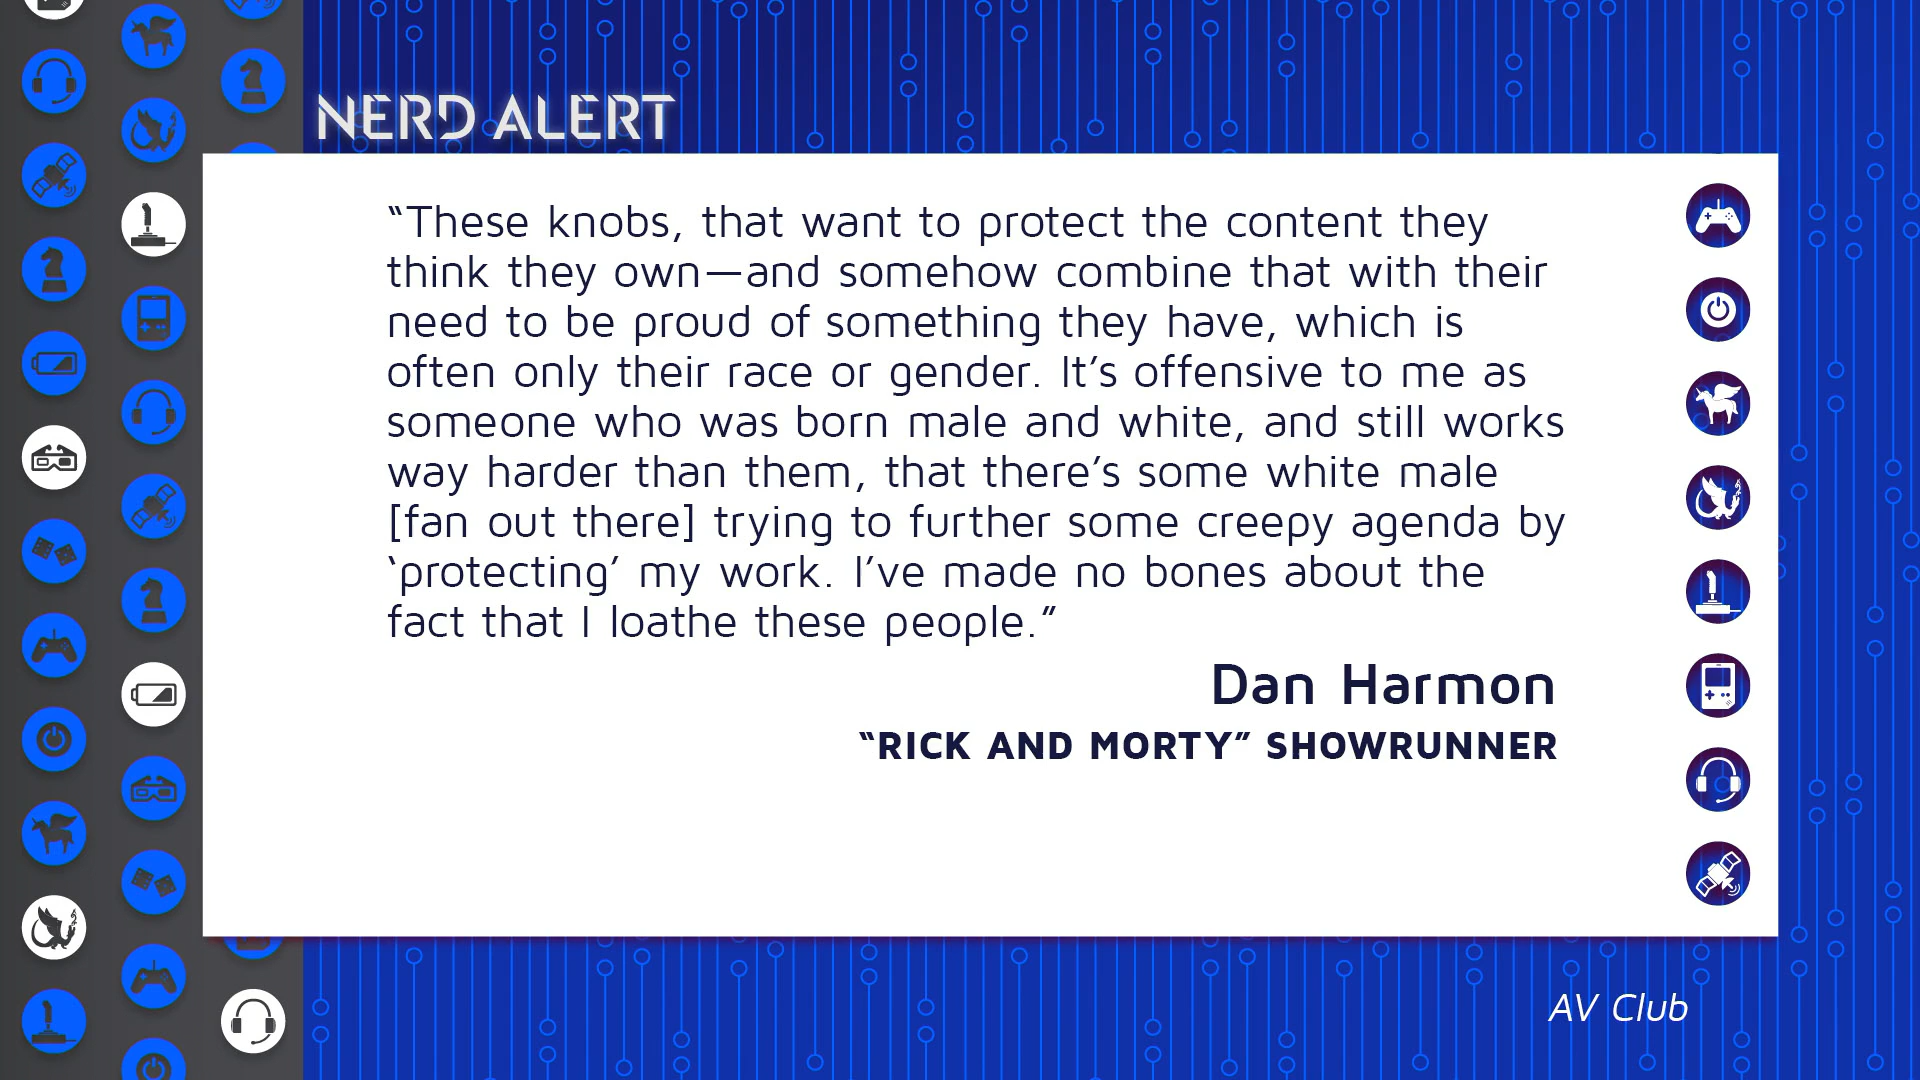 NERD ALERT
“These knobs, that want to protect the content they
think they own—and somehow combine that with their
need to be proud of something they have, which is
often only their race or gender. It’s offensive to me as
someone who was born male and white, and still works
way harder than them, that there’s some white male
[fan out there] trying to further some creepy agenda by
‘protecting’ my work. I’ve made no bones about the
fact that I loathe these people.”
Dan Harmon
“RICK AND MORTY” SHOWRUNNER
AV Club